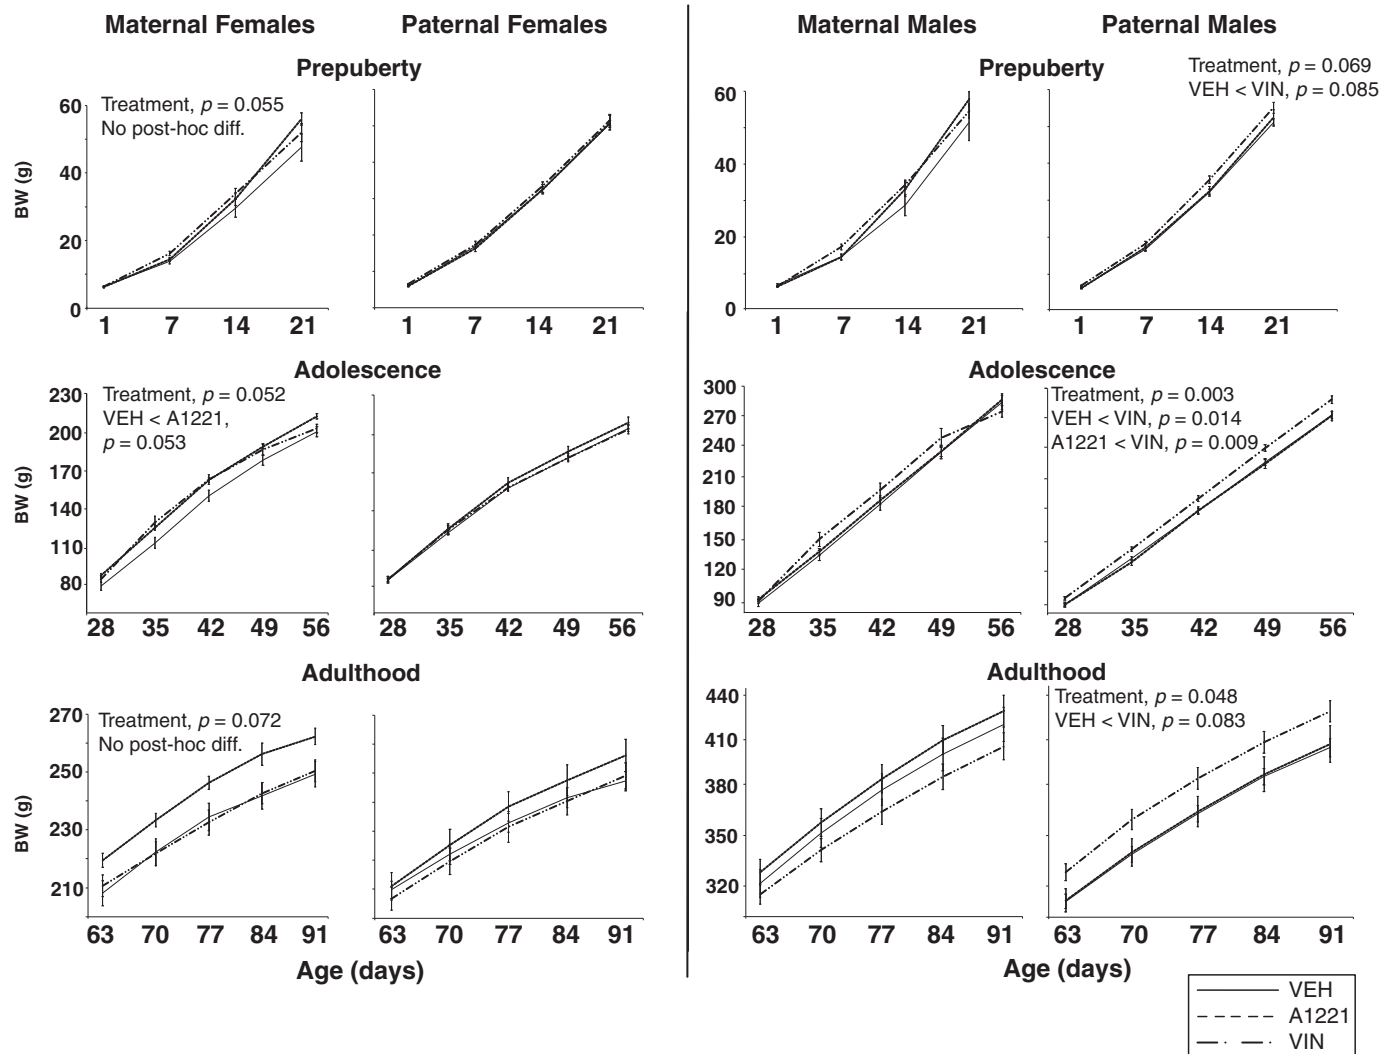 Maternal Females
Paternal Females
Maternal Males
Paternal Males
Prepuberty
Prepuberty
Treatment, p = 0.055
No post-hoc diff.
Treatment, p = 0.069
VEH < VIN, p = 0.085
BW (g)
60
40
20
0
1 7 14 21
1 7 14 21
60
40
20
0
1 7 14 21
1 7 14 21
Adolescence
Adolescence
Treatment, p = 0.052
VEH < A1221,
p = 0.053
Treatment, p = 0.003
VEH < VIN, p = 0.014
A1221 < VIN, p = 0.009
BW (g)
230
200
170
140
110
80
28 35 42 49 56
28 35 42 49 56
300
270
240
210
180
150
120
90
28 35 42 49 56
28 35 42 49 56
Adulthood
Adulthood
Treatment, p = 0.072
No post-hoc diff.
Treatment, p = 0.048
VEH < VIN, p = 0.083
BW (g)
270
250
230
210
63 70 77 84 91
63 70 77 84 91
440
410
380
350
320
63 70 77 84 91
63 70 77 84 91
Age (days)
Age (days)
VEH
A1221
VIN